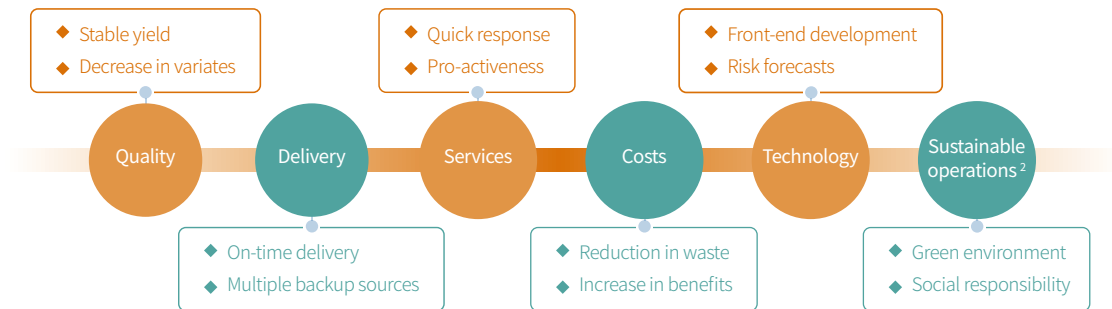 ◆ Stable yield
◆ Decrease in variates
◆ Quick response
◆ Pro-activeness
◆ Front-end development
◆ Risk forecasts
Quality
Delivery
Services
Costs
Technology
Sustainable
operations ²
◆ On-time delivery
◆ Multiple backup sources
◆ Reduction in waste
◆ Increase in benefits
◆ Green environment
◆ Social responsibility